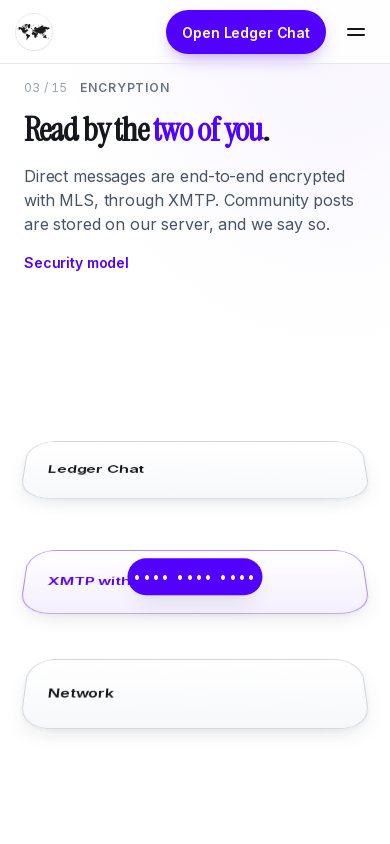 Open Ledger Chat
03 / 15 ENCRYPTION
Read by the two of you.
Direct messages are end-to-end encrypted
with MLS, through XMTP. Community posts
are stored on our server, and we say so.
Security model
Ledger Chat
XMTP with
•••• •••• ••••
Network